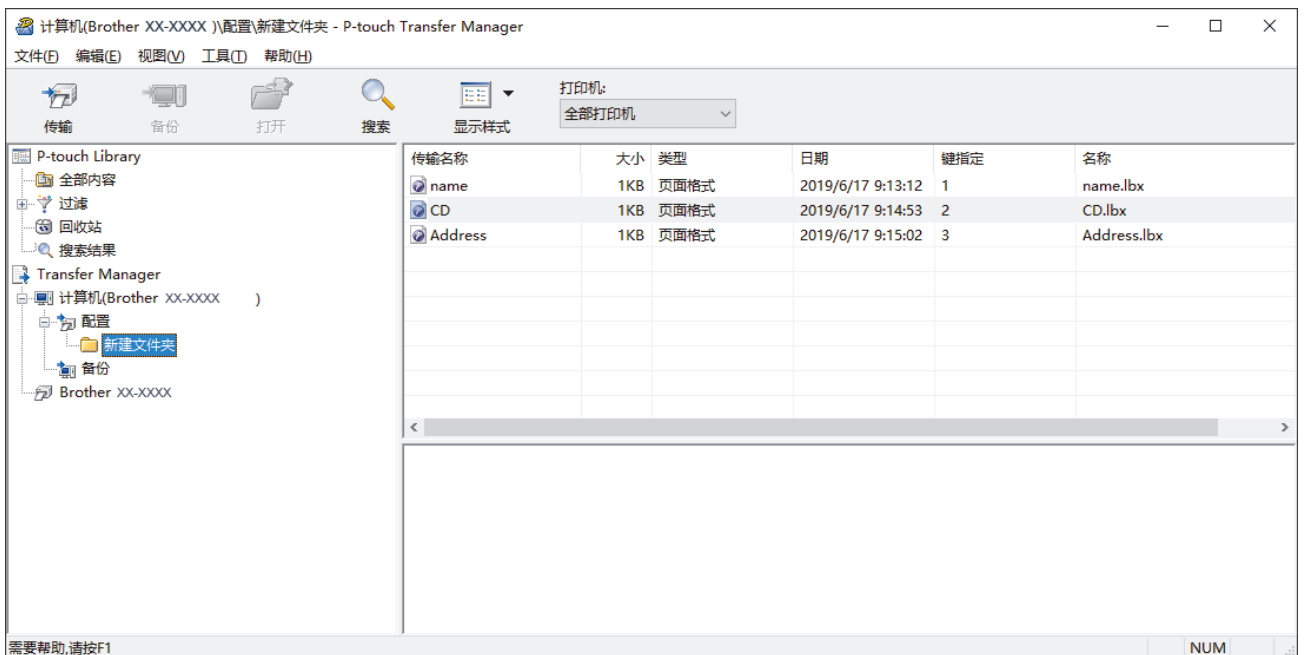 计算机(Brother XX-XXXX )\配置\新建文件夹 - P-touch Transfer Manager
文件(F) 编辑(E) 视图(V) 工具(T) 帮助(H)
打印机:
全部打印机
传输 备份 打开 搜索 显示样式
P-touch Library
全部内容
过滤
回收站
搜索结果
Transfer Manager
计算机(Brother XX-XXXX )
配置
新建文件夹
备份
Brother XX-XXXX
传输名称 大小 类型 日期 键指定 名称
name 1KB 页面格式 2019/6/17 9:13:12 1 name.lbx
CD 1KB 页面格式 2019/6/17 9:14:53 2 CD.lbx
Address 1KB 页面格式 2019/6/17 9:15:02 3 Address.lbx
需要帮助,请按F1 NUM